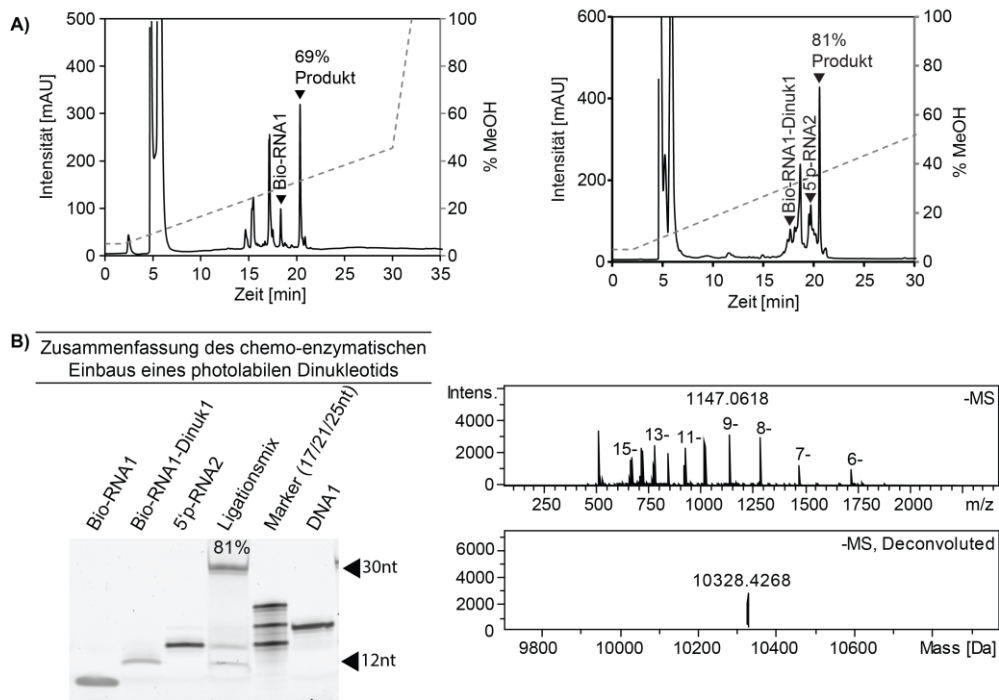 A)
Intensität [mAU]
500
400
300
200
100
0
69%
Produkt
Bio-RNA1
100
80
60
40
20
0
% MeOH
0 5 10 15 20 25 30 35
Zeit [min]
Intensität [mAU]
600
400
200
0
81%
Produkt
Bio-RNA1-Dinuk1
5'p-RNA2
100
80
60
40
20
0
% MeOH
0 5 10 15 20 25 30
Zeit [min]
B)
Zusammenfassung des chemo-enzymatischen
Einbaus eines photolabilen Dinukleotids
Bio-RNA1
Bio-RNA1-Dinuk1
5'p-RNA2
Ligationsmix
Marker (17/21/25nt)
DNA1
81%
30nt
12nt
Intens.
6000
4000
2000
0
1147.0618
-MS
15- 13- 11- 9- 8- 7- 6-
250 500 750 1000 1250 1500 1750 2000 m/z
6000
4000
2000
0
-MS, Deconvoluted
10328.4268
9800 10000 10200 10400 10600 Mass [Da]